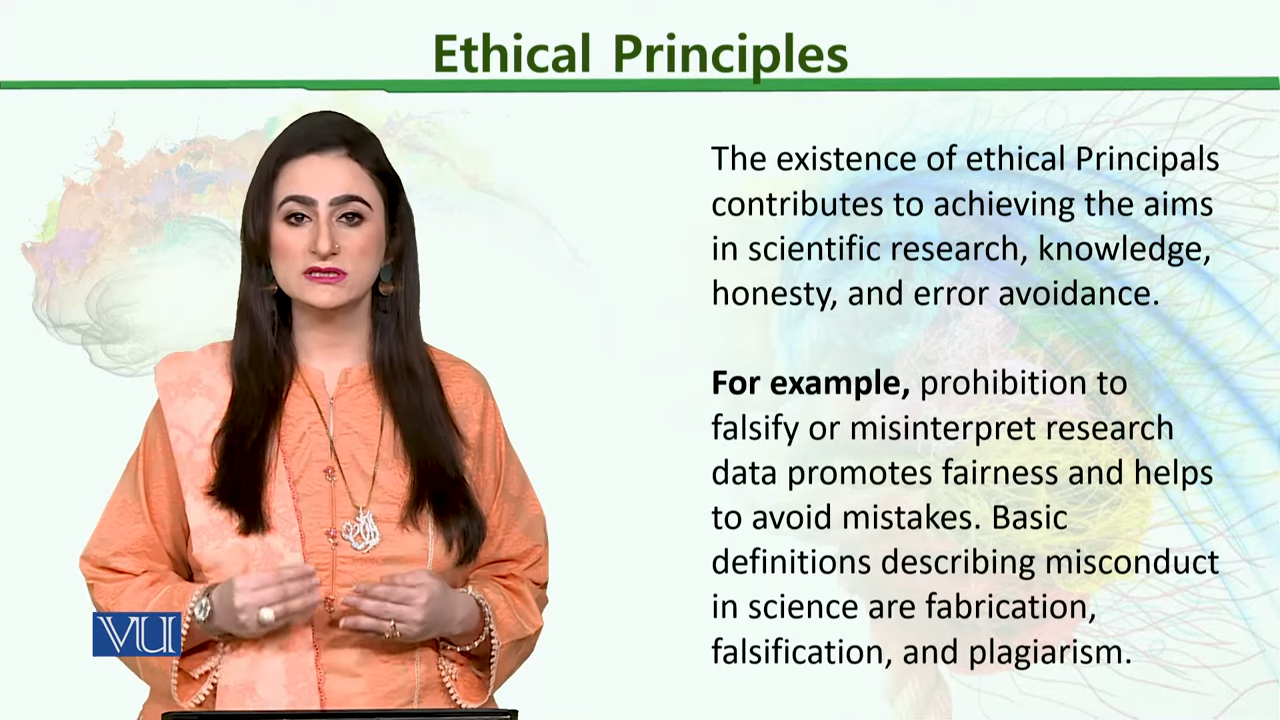 Ethical Principles
The existence of ethical Principals
contributes to achieving the aims
in scientific research, knowledge,
honesty, and error avoidance.
For example, prohibition to
falsify or misinterpret research
data promotes fairness and helps
to avoid mistakes. Basic
definitions describing misconduct
in science are fabrication,
falsification, and plagiarism.
VU